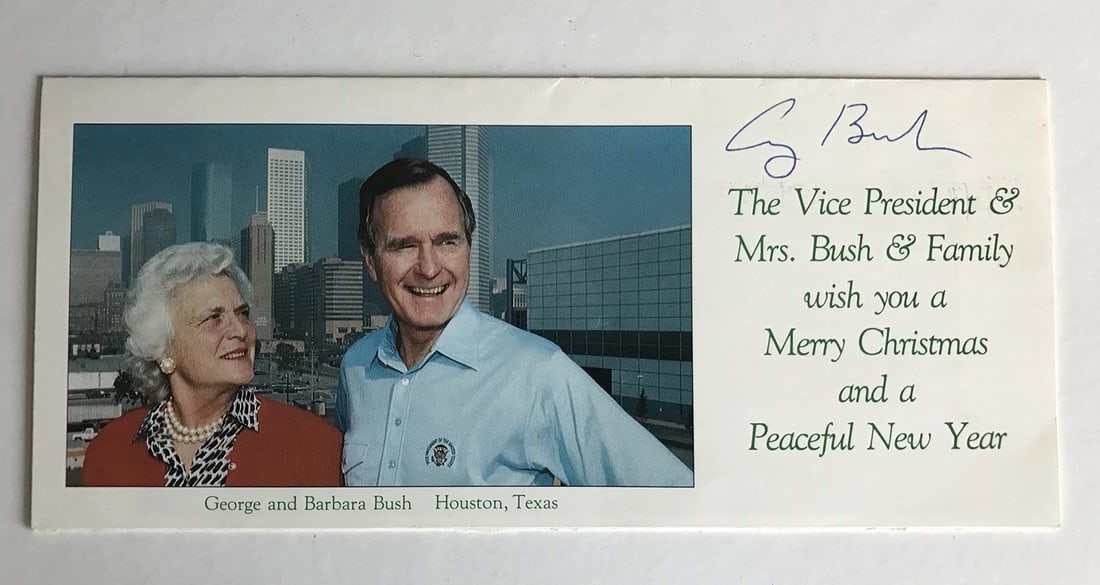 Gy Bush
The Vice President &
Mrs. Bush & Family
wish you a
Merry Christmas
and a
Peaceful New Year
George and Barbara Bush Houston, Texas